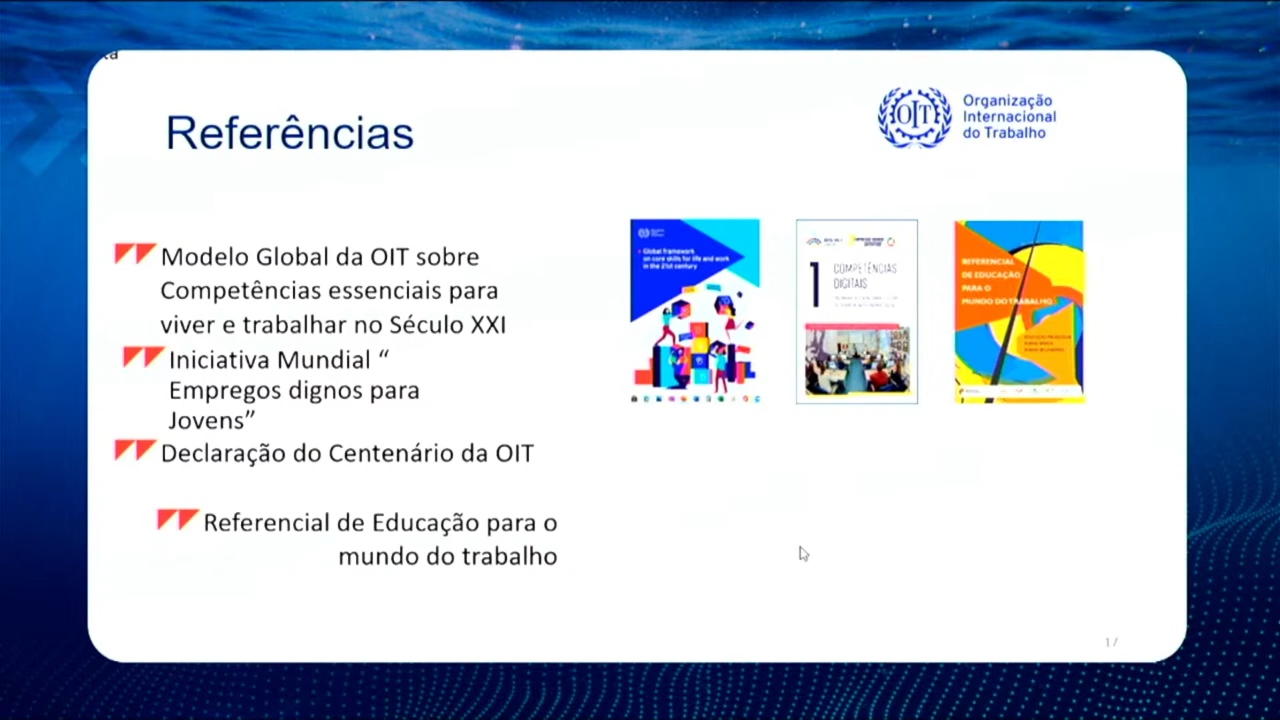 Referências
OIT
Organização
Internacional
do Trabalho
Modelo Global da OIT sobre
Competências essenciais para
viver e trabalhar no Século XXI
Iniciativa Mundial “
Empregos dignos para
Jovens”
Declaração do Centenário da OIT
Referencial de Educação para o
mundo do trabalho
Global framework
on core skills for life and work
in the 21st century
1
COMPETÊNCIAS
DIGITAIS
REFERENCIAL
DE EDUCAÇÃO
PARA O
MUNDO DO TRABALHO
17